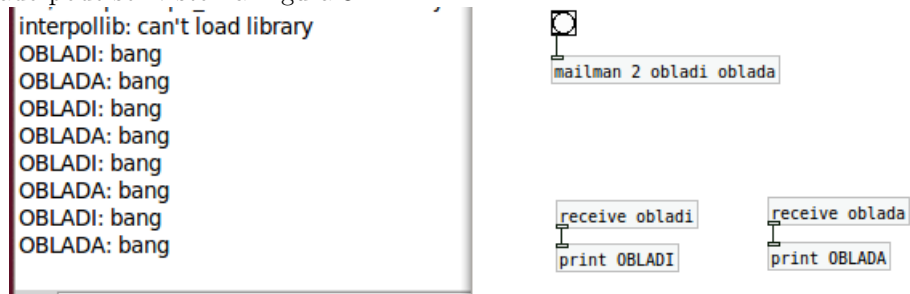 interpollib: can't load library
OBLADI: bang
OBLADA: bang
OBLADI: bang
OBLADA: bang
OBLADI: bang
OBLADA: bang
OBLADI: bang
OBLADA: bang
mailman 2 obladi oblada
receive obladi
print OBLADI
receive oblada
print OBLADA